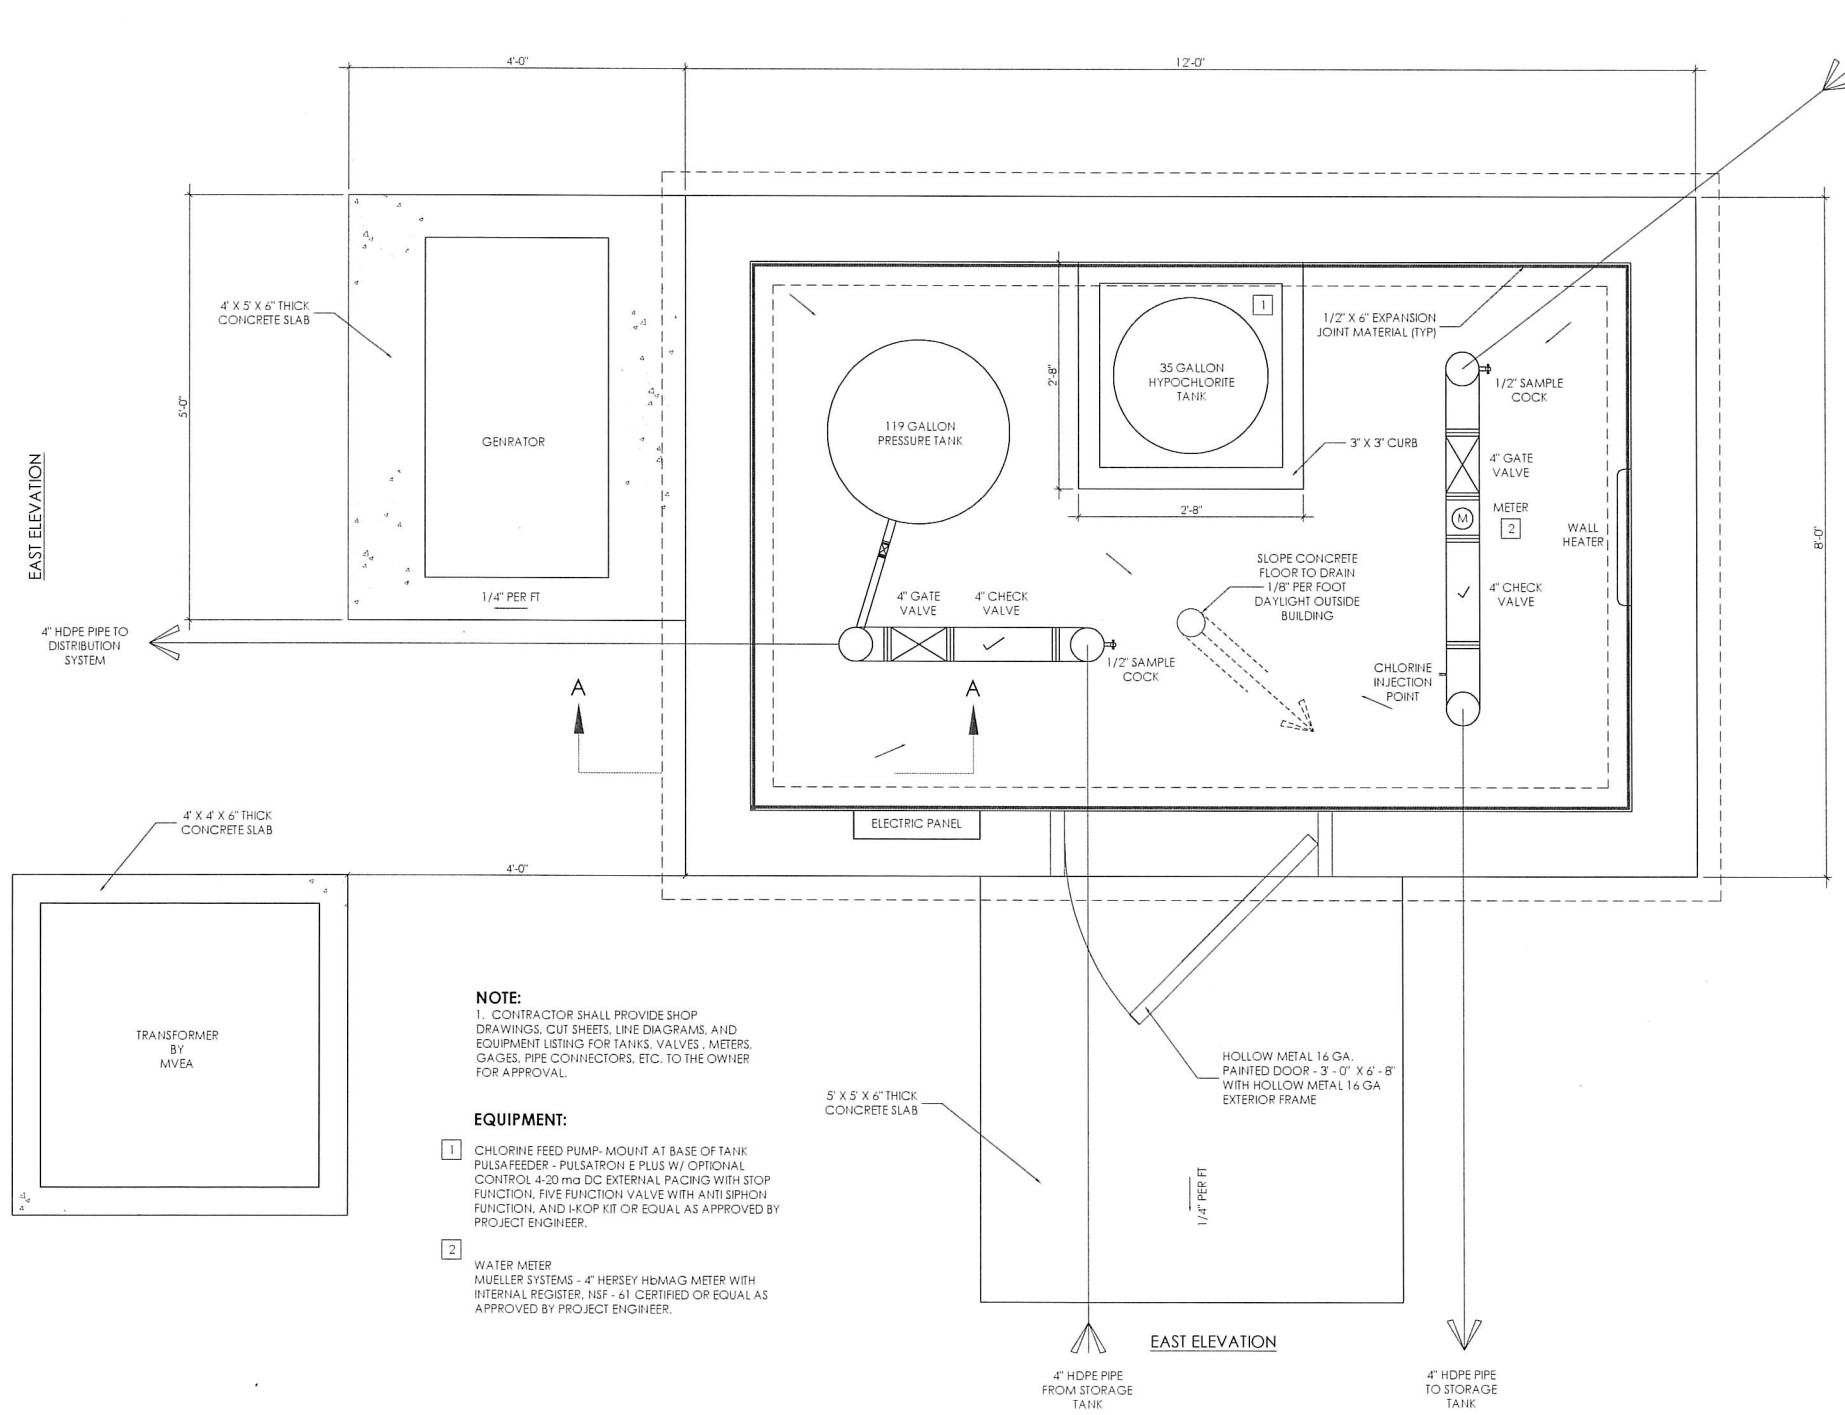 4'-0"
12'-0"
5'-0"
8'-0"
EAST ELEVATION
4' X 5' X 6" THICK
CONCRETE SLAB
GENRATOR
1/4" PER FT
4" HDPE PIPE TO
DISTRIBUTION
SYSTEM
119 GALLON
PRESSURE TANK
2'-8"
1
35 GALLON
HYPOCHLORITE
TANK
2'-8"
3" X 3" CURB
1/2" X 6" EXPANSION
JOINT MATERIAL (TYP)
1/2" SAMPLE
COCK
4" GATE
VALVE
METER
M
2
WALL
HEATER
4" CHECK
VALVE
SLOPE CONCRETE
FLOOR TO DRAIN
1/8" PER FOOT
DAYLIGHT OUTSIDE
BUILDING
4" GATE
VALVE
4" CHECK
VALVE
1/2" SAMPLE
COCK
CHLORINE
INJECTION
POINT
A
A
ELECTRIC PANEL
4' X 4' X 6" THICK
CONCRETE SLAB
4'-0"
TRANSFORMER
BY
MVEA
NOTE:
1. CONTRACTOR SHALL PROVIDE SHOP
DRAWINGS, CUT SHEETS, LINE DIAGRAMS, AND
EQUIPMENT LISTING FOR TANKS, VALVES , METERS,
GAGES, PIPE CONNECTORS, ETC. TO THE OWNER
FOR APPROVAL.
EQUIPMENT:
1
CHLORINE FEED PUMP- MOUNT AT BASE OF TANK
PULSAFEEDER - PULSATRON E PLUS W/ OPTIONAL
CONTROL 4-20 ma DC EXTERNAL PACING WITH STOP
FUNCTION, FIVE FUNCTION VALVE WITH ANTI SIPHON
FUNCTION, AND I-KOP KIT OR EQUAL AS APPROVED BY
PROJECT ENGINEER.
2
WATER METER
MUELLER SYSTEMS - 4" HERSEY HbMAG METER WITH
INTERNAL REGISTER, NSF - 61 CERTIFIED OR EQUAL AS
APPROVED BY PROJECT ENGINEER.
5' X 5' X 6" THICK
CONCRETE SLAB
HOLLOW METAL 16 GA.
PAINTED DOOR - 3' - 0" X 6' - 8"
WITH HOLLOW METAL 16 GA
EXTERIOR FRAME
1/4" PER FT
EAST ELEVATION
4" HDPE PIPE
FROM STORAGE
TANK
4" HDPE PIPE
TO STORAGE
TANK